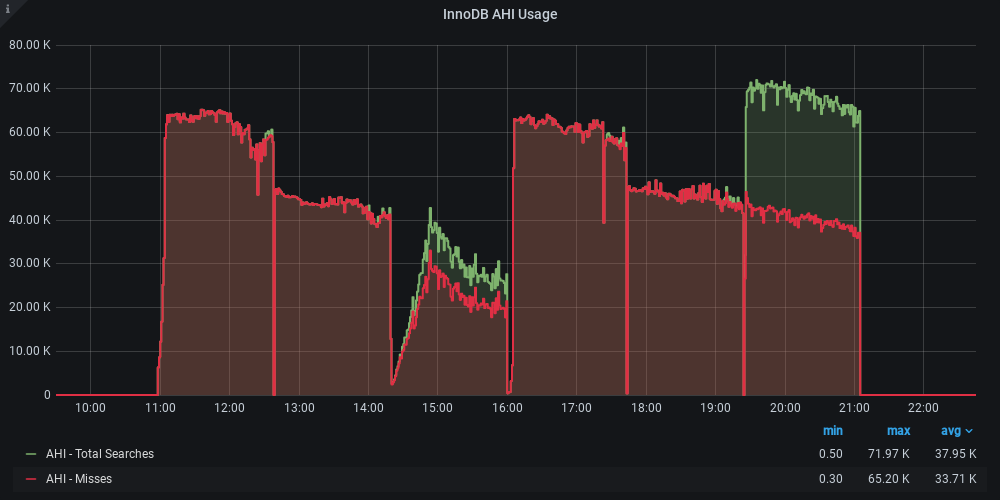 i
InnoDB AHI Usage
80.00 K
70.00 K
60.00 K
50.00 K
40.00 K
30.00 K
20.00 K
10.00 K
0
10:00 11:00 12:00 13:00 14:00 15:00 16:00 17:00 18:00 19:00 20:00 21:00 22:00
min max avg
AHI - Total Searches 0.50 71.97 K 37.95 K
AHI - Misses 0.30 65.20 K 33.71 K